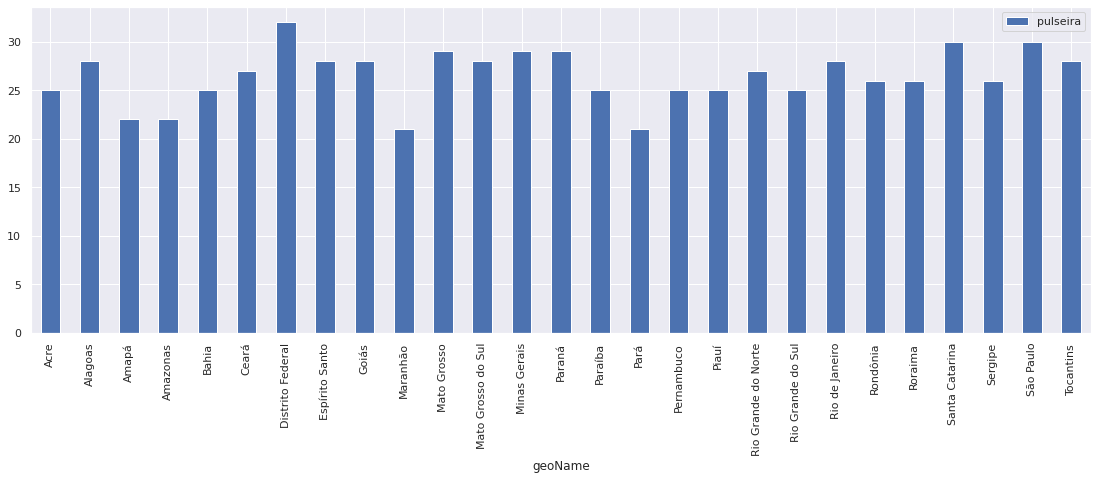 pulseira
30
25
20
15
10
5
0
Acre
Alagoas
Amapá
Amazonas
Bahia
Ceará
Distrito Federal
Espírito Santo
Goiás
Maranhão
Mato Grosso
Mato Grosso do Sul
Minas Gerais
Paraná
Paraíba
Pará
Pernambuco
Piauí
Rio Grande do Norte
Rio Grande do Sul
Rio de Janeiro
Rondônia
Roraima
Santa Catarina
Sergipe
São Paulo
Tocantins
geoName